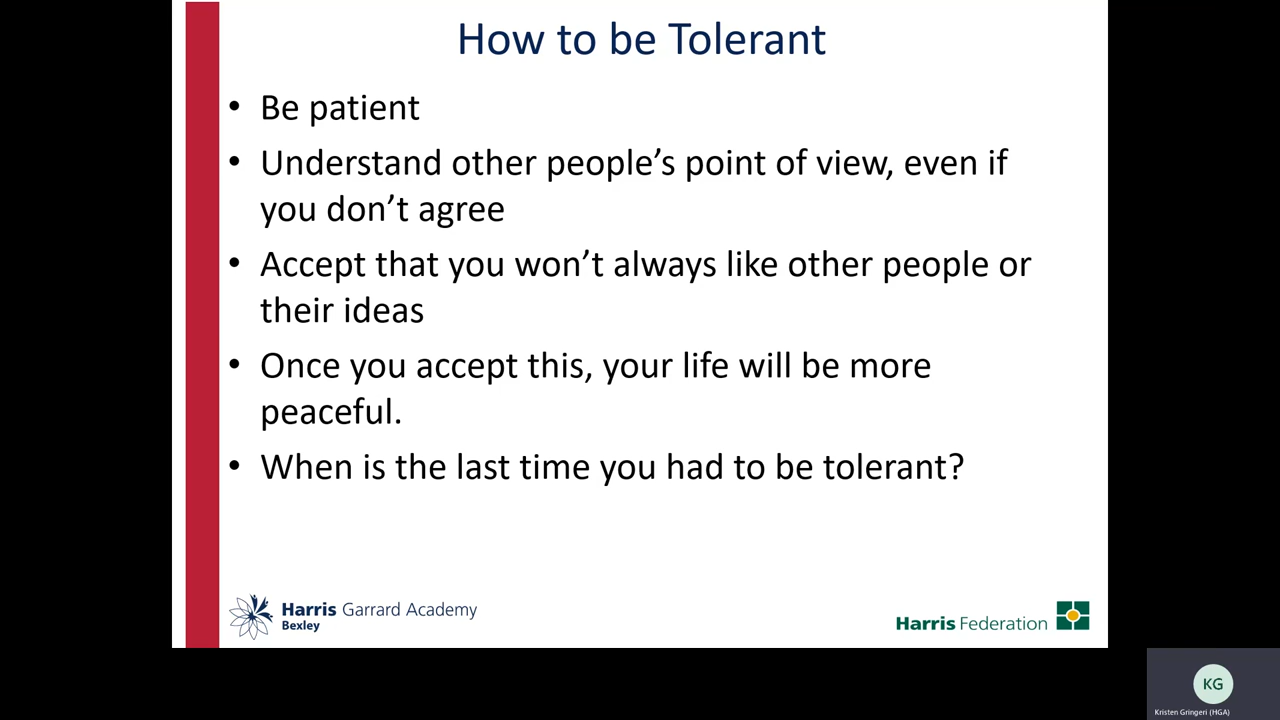 How to be Tolerant
• Be patient
• Understand other people’s point of view, even if
you don’t agree
• Accept that you won’t always like other people or
their ideas
• Once you accept this, your life will be more
peaceful.
• When is the last time you had to be tolerant?
Harris Garrard Academy
Bexley
Harris Federation
KG
Kristen Gringeri (HGA)